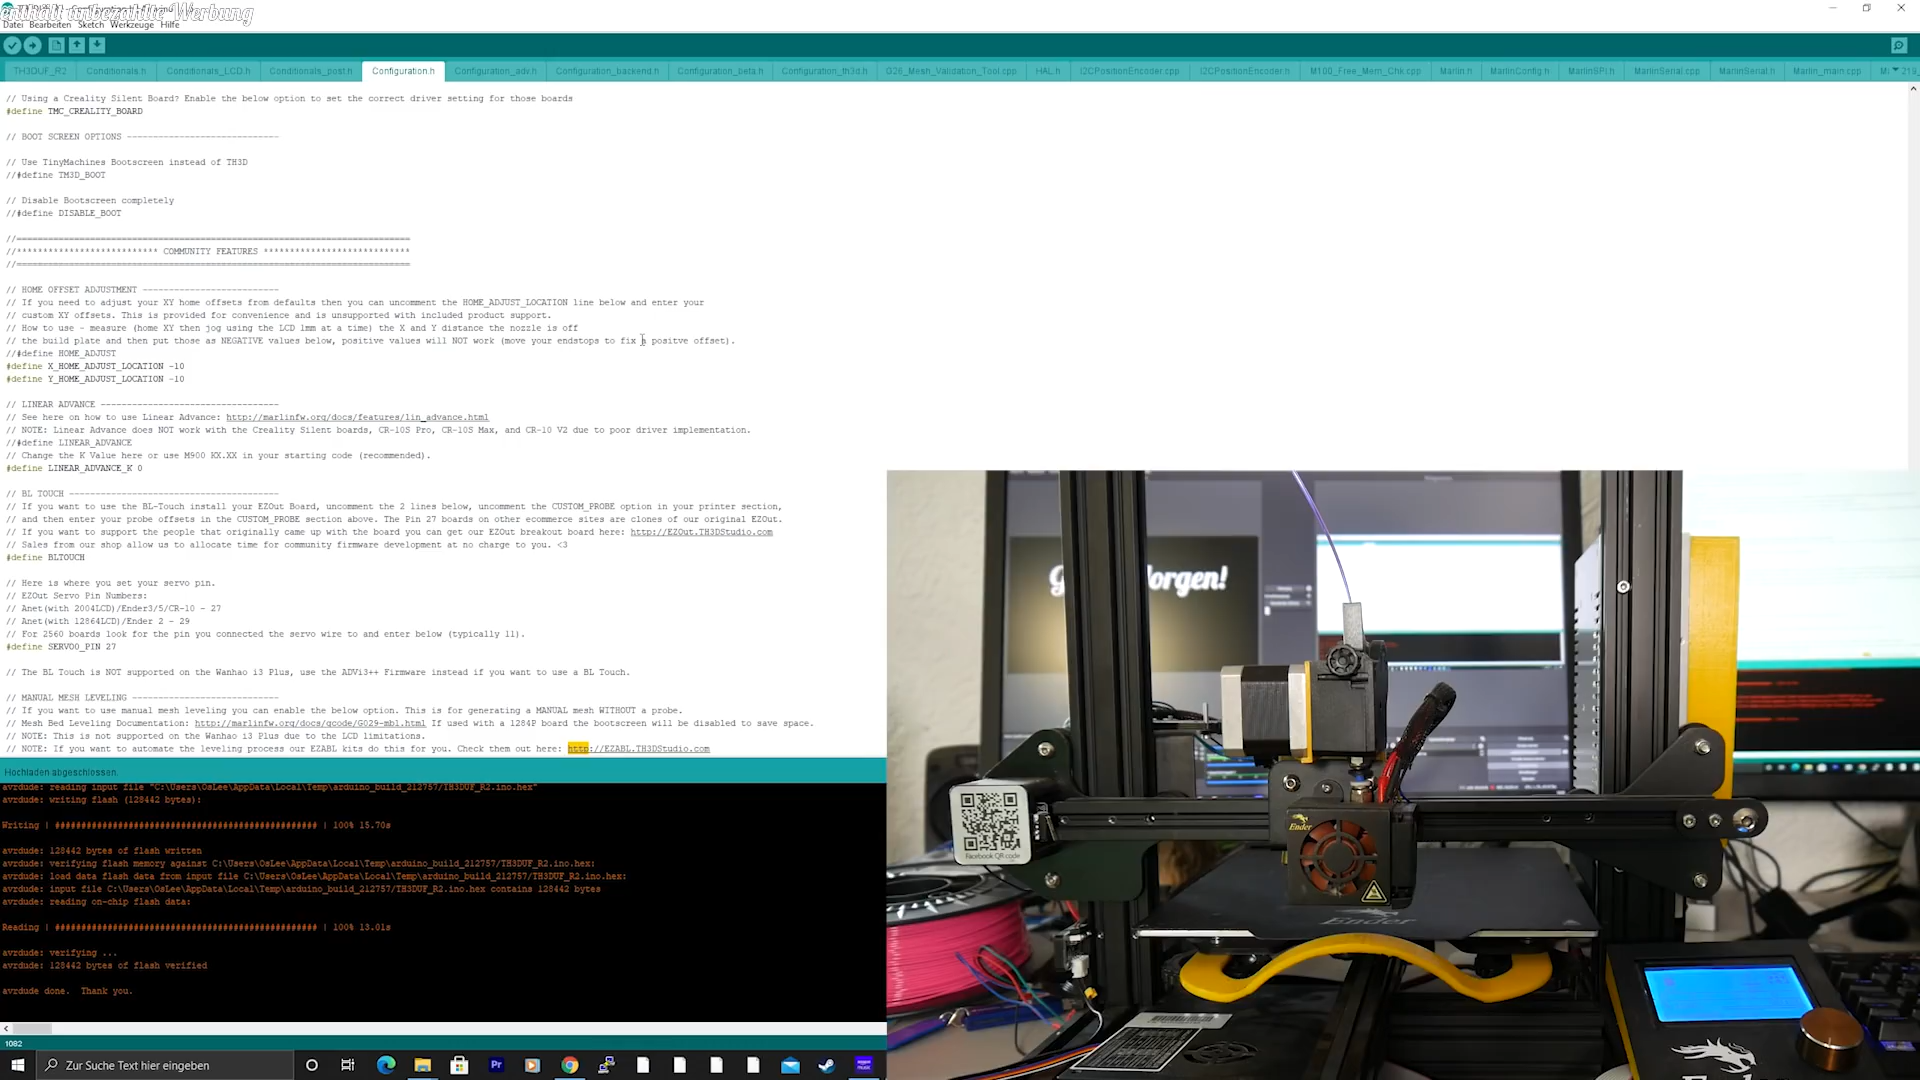 enthält unbezahlte Werbung
Datei Bearbeiten Sketch Werkzeuge Hilfe
TH3DUF_R2 Conditionals.h Conditionals_LCD.h Conditionals_post.h Configuration.h Configuration_adv.h Configuration_backend.h Configuration_beta.h Configuration_th3d.h G26_Mesh_Validation_Tool.cpp HAL.h I2CPositionEncoder.cpp I2CPositionEncoder.h M100_Free_Mem_Chk.cpp Marlin.h MarlinConfig.h MarlinSPI.h MarlinSerial.cpp MarlinSerial.h Marlin_main.cpp
// Using a Creality Silent Board? Enable the below option to set the correct driver setting for those boards
#define TMC_CREALITY_BOARD
// BOOT SCREEN OPTIONS -----------------------------
// Use TinyMachines Bootscreen instead of TH3D
//#define TM3D_BOOT
// Disable Bootscreen completely
//#define DISABLE_BOOT
//===========================================================================
//*************************** COMMUNITY FEATURES ****************************
//===========================================================================
// HOME OFFSET ADJUSTMENT --------------------------
// If you need to adjust your XY home offsets from defaults then you can uncomment the HOME_ADJUST_LOCATION line below and enter your
// custom XY offsets. This is provided for convenience and is unsupported with included product support.
// How to use - measure (home XY then jog using the LCD 1mm at a time) the X and Y distance the nozzle is off
// the build plate and then put those as NEGATIVE values below, positive values will NOT work (move your endstops to fix a positve offset).
//#define HOME_ADJUST
#define X_HOME_ADJUST_LOCATION -10
#define Y_HOME_ADJUST_LOCATION -10
// LINEAR ADVANCE ----------------------------------
// See here on how to use Linear Advance: http://marlinfw.org/docs/features/lin_advance.html
// NOTE: Linear Advance does NOT work with the Creality Silent boards, CR-10S Pro, CR-10S Max, and CR-10 V2 due to poor driver implementation.
//#define LINEAR_ADVANCE
// Change the K Value here or use M900 KX.XX in your starting code (recommended).
#define LINEAR_ADVANCE_K 0
// BL TOUCH ----------------------------------------
// If you want to use the BL-Touch install your EZOut Board, uncomment the 2 lines below, uncomment the CUSTOM_PROBE option in your printer section,
// and then enter your probe offsets in the CUSTOM_PROBE section above. The Pin 27 boards on other ecommerce sites are clones of our original EZOut.
// If you want to support the people that originally came up with the board you can get our EZOut breakout board here: http://EZOut.TH3DStudio.com
// Sales from our shop allow us to allocate time for community firmware development at no charge to you. <3
#define BLTOUCH
// Here is where you set your servo pin.
// EZOut Servo Pin Numbers:
// Anet(with 2004LCD)/Ender3/5/CR-10 - 27
// Anet(with 12864LCD)/Ender 2 - 29
// For 2560 boards look for the pin you connected the servo wire to and enter below (typically 11).
#define SERVO0_PIN 27
// The BL Touch is NOT supported on the Wanhao i3 Plus, use the ADVi3++ Firmware instead if you want to use a BL Touch.
// MANUAL MESH LEVELING ----------------------------
// If you want to use manual mesh leveling you can enable the below option. This is for generating a MANUAL mesh WITHOUT a probe.
// Mesh Bed Leveling Documentation: http://marlinfw.org/docs/gcode/G029-mbl.html If used with a 1284P board the bootscreen will be disabled to save space.
// NOTE: This is not supported on the Wanhao i3 Plus due to the LCD limitations.
// NOTE: If you want to automate the leveling process our EZABL kits do this for you. Check them out here: http://EZABL.TH3DStudio.com
Hochladen abgeschlossen.
avrdude: reading input file "C:\Users\OsLee\AppData\Local\Temp\arduino_build_212757/TH3DUF_R2.ino.hex"
avrdude: writing flash (128442 bytes):
Writing | ################################################## | 100% 15.70s
avrdude: 128442 bytes of flash written
avrdude: verifying flash memory against C:\Users\OsLee\AppData\Local\Temp\arduino_build_212757/TH3DUF_R2.ino.hex:
avrdude: load data flash data from input file C:\Users\OsLee\AppData\Local\Temp\arduino_build_212757/TH3DUF_R2.ino.hex:
avrdude: input file C:\Users\OsLee\AppData\Local\Temp\arduino_build_212757/TH3DUF_R2.ino.hex contains 128442 bytes
avrdude: reading on-chip flash data:
Reading | ################################################## | 100% 13.01s
avrdude: verifying ...
avrdude: 128442 bytes of flash verified
avrdude done.  Thank you.
1082
Zur Suche Text hier eingeben
Pr
Facebook QR code
Ender
Ender